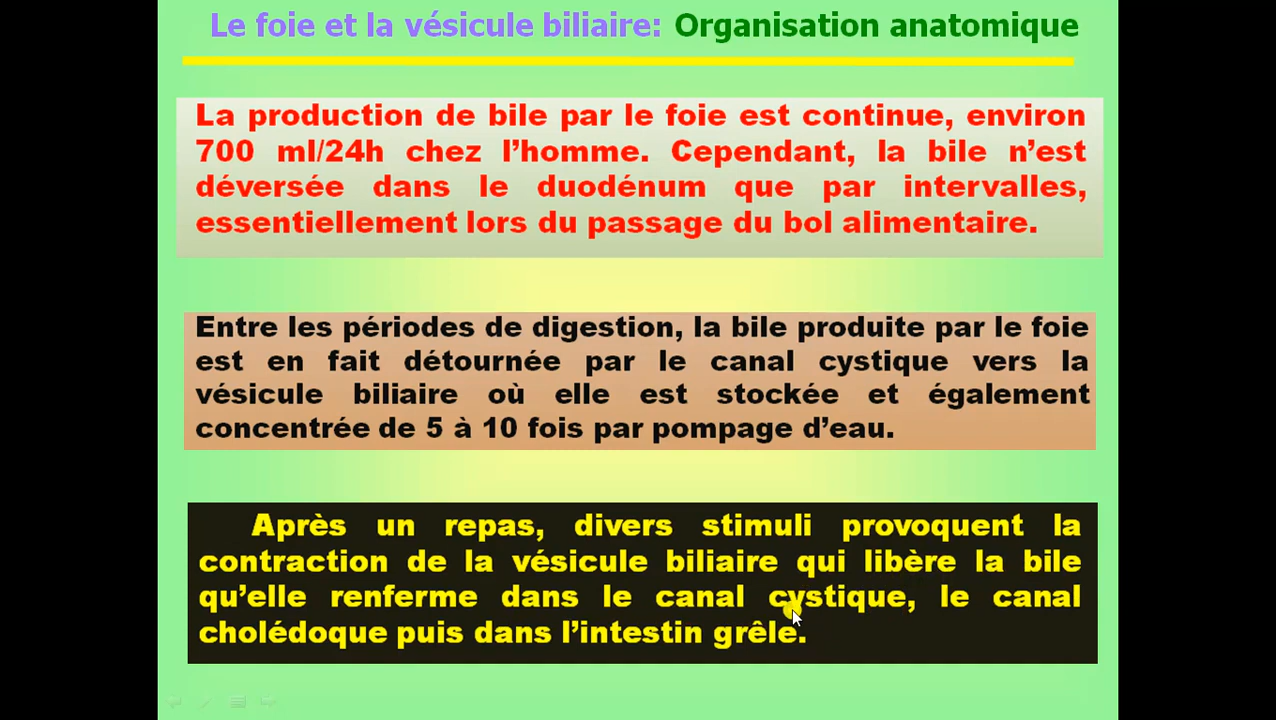 Le foie et la vésicule biliaire: Organisation anatomique
La production de bile par le foie est continue, environ
700 ml/24h chez l’homme. Cependant, la bile n’est
déversée dans le duodénum que par intervalles,
essentiellement lors du passage du bol alimentaire.
Entre les périodes de digestion, la bile produite par le foie
est en fait détournée par le canal cystique vers la
vésicule biliaire où elle est stockée et également
concentrée de 5 à 10 fois par pompage d’eau.
Après un repas, divers stimuli provoquent la
contraction de la vésicule biliaire qui libère la bile
qu’elle renferme dans le canal cystique, le canal
cholédoque puis dans l’intestin grêle.